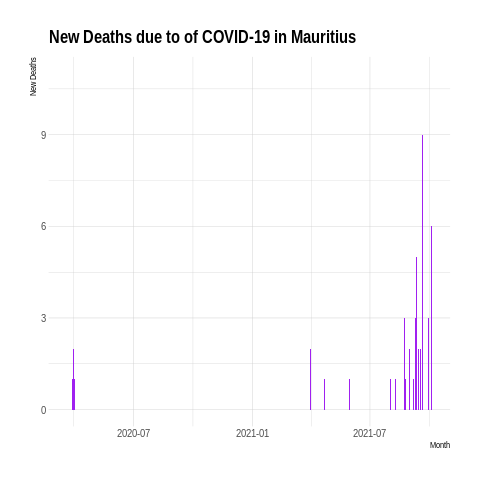 New Deaths due to of COVID-19 in Mauritius
New Deaths
9
6
3
0
2020-07 2021-01 2021-07
Month